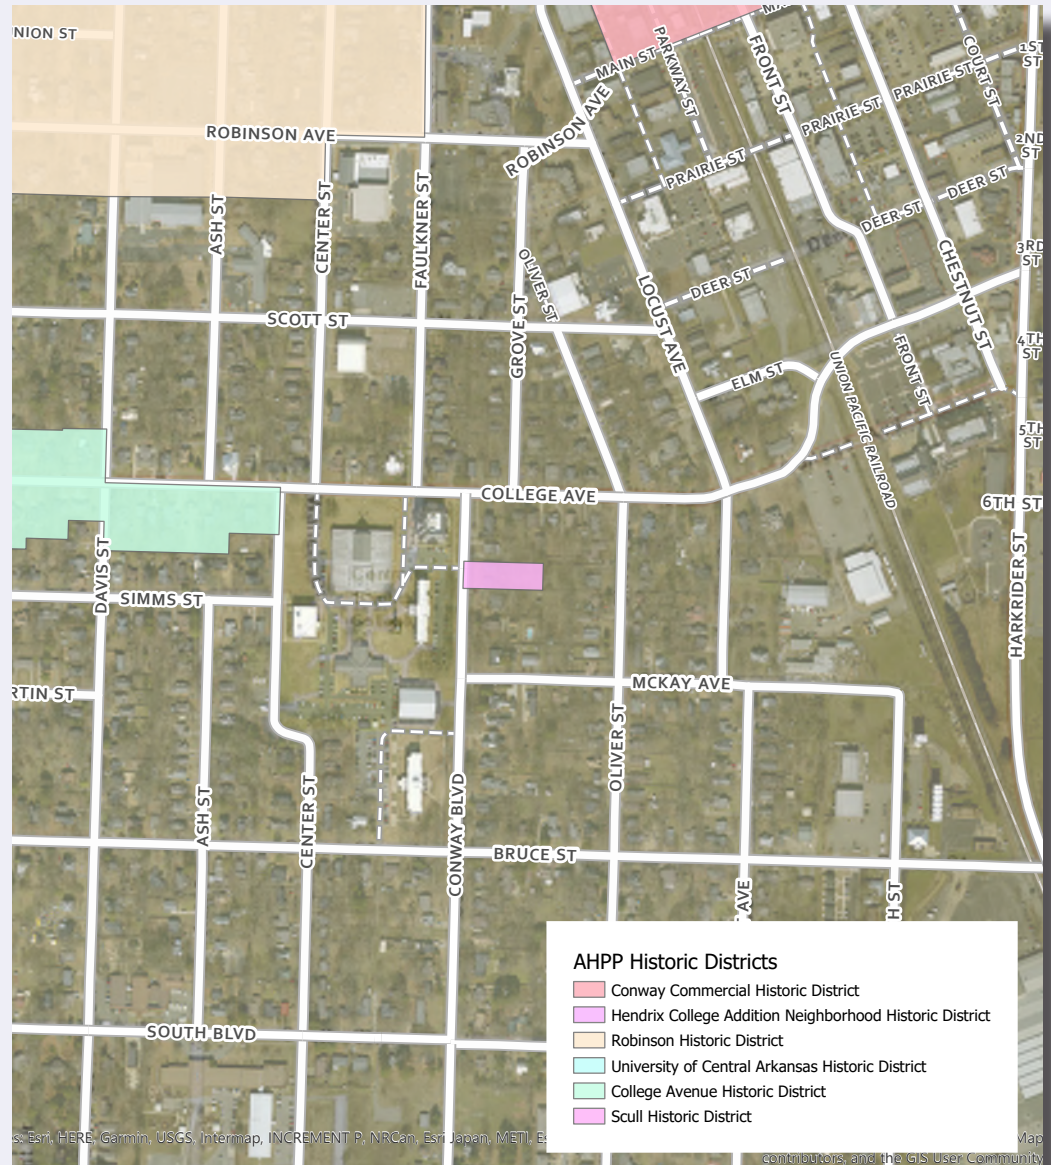 NION ST
ROBINSON AVE
MAIN ST
MA
PARKWAY ST
FRONT ST
COURT ST
1ST
ST
PRAIRIE ST
PRAIRIE ST
PRAIRIE ST
ROBINSON AVE
2ND
ST
DEER ST
DEER ST
DEER ST
ASH ST
CENTER ST
FAULKNER ST
OLIVER ST
GROVE ST
LOCUST AVE
CHESTNUT ST
3RD
ST
SCOTT ST
4TH
ST
ELM ST
FRONT ST
UNION PACIFIC RAILROAD
5TH
ST
COLLEGE AVE
6TH ST
HARKRIDER ST
DAVIS ST
SIMMS ST
RTIN ST
MCKAY AVE
OLIVER ST
ASH ST
CENTER ST
CONWAY BLVD
BRUCE ST
AVE
H ST
SOUTH BLVD
AHPP Historic Districts
Conway Commercial Historic District
Hendrix College Addition Neighborhood Historic District
Robinson Historic District
University of Central Arkansas Historic District
College Avenue Historic District
Scull Historic District
s: Esri, HERE, Garmin, USGS, Intermap, INCREMENT P, NRCan, Esri Japan, METI, Es
Map
contributors, and the GIS User Community